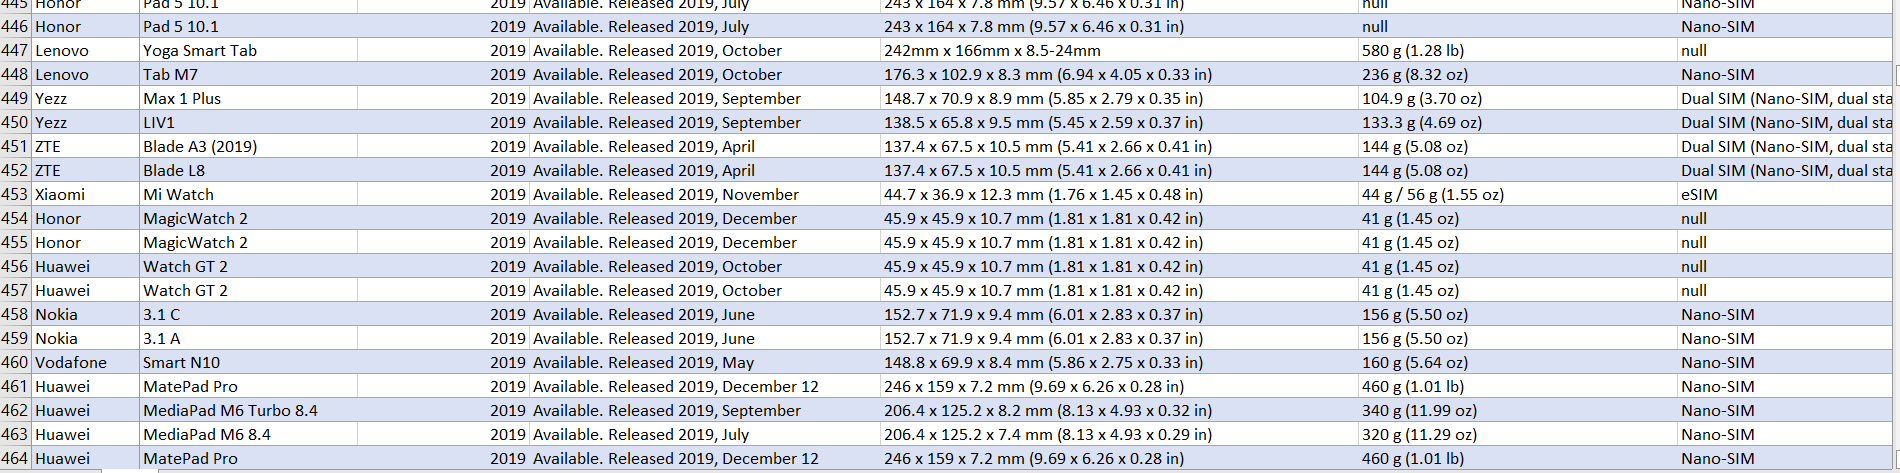 445 Honor Pad 5 10.1 2019 Available. Released 2019, July 243 x 164 x 7.8 mm (9.57 x 6.46 x 0.31 in) null Nano-SIM
446 Honor Pad 5 10.1 2019 Available. Released 2019, July 243 x 164 x 7.8 mm (9.57 x 6.46 x 0.31 in) null Nano-SIM
447 Lenovo Yoga Smart Tab 2019 Available. Released 2019, October 242mm x 166mm x 8.5-24mm 580 g (1.28 lb) null
448 Lenovo Tab M7 2019 Available. Released 2019, October 176.3 x 102.9 x 8.3 mm (6.94 x 4.05 x 0.33 in) 236 g (8.32 oz) Nano-SIM
449 Yezz Max 1 Plus 2019 Available. Released 2019, September 148.7 x 70.9 x 8.9 mm (5.85 x 2.79 x 0.35 in) 104.9 g (3.70 oz) Dual SIM (Nano-SIM, dual sta
450 Yezz LIV1 2019 Available. Released 2019, September 138.5 x 65.8 x 9.5 mm (5.45 x 2.59 x 0.37 in) 133.3 g (4.69 oz) Dual SIM (Nano-SIM, dual sta
451 ZTE Blade A3 (2019) 2019 Available. Released 2019, April 137.4 x 67.5 x 10.5 mm (5.41 x 2.66 x 0.41 in) 144 g (5.08 oz) Dual SIM (Nano-SIM, dual sta
452 ZTE Blade L8 2019 Available. Released 2019, April 137.4 x 67.5 x 10.5 mm (5.41 x 2.66 x 0.41 in) 144 g (5.08 oz) Dual SIM (Nano-SIM, dual sta
453 Xiaomi Mi Watch 2019 Available. Released 2019, November 44.7 x 36.9 x 12.3 mm (1.76 x 1.45 x 0.48 in) 44 g / 56 g (1.55 oz) eSIM
454 Honor MagicWatch 2 2019 Available. Released 2019, December 45.9 x 45.9 x 10.7 mm (1.81 x 1.81 x 0.42 in) 41 g (1.45 oz) null
455 Honor MagicWatch 2 2019 Available. Released 2019, December 45.9 x 45.9 x 10.7 mm (1.81 x 1.81 x 0.42 in) 41 g (1.45 oz) null
456 Huawei Watch GT 2 2019 Available. Released 2019, October 45.9 x 45.9 x 10.7 mm (1.81 x 1.81 x 0.42 in) 41 g (1.45 oz) null
457 Huawei Watch GT 2 2019 Available. Released 2019, October 45.9 x 45.9 x 10.7 mm (1.81 x 1.81 x 0.42 in) 41 g (1.45 oz) null
458 Nokia 3.1 C 2019 Available. Released 2019, June 152.7 x 71.9 x 9.4 mm (6.01 x 2.83 x 0.37 in) 156 g (5.50 oz) Nano-SIM
459 Nokia 3.1 A 2019 Available. Released 2019, June 152.7 x 71.9 x 9.4 mm (6.01 x 2.83 x 0.37 in) 156 g (5.50 oz) Nano-SIM
460 Vodafone Smart N10 2019 Available. Released 2019, May 148.8 x 69.9 x 8.4 mm (5.86 x 2.75 x 0.33 in) 160 g (5.64 oz) Nano-SIM
461 Huawei MatePad Pro 2019 Available. Released 2019, December 12 246 x 159 x 7.2 mm (9.69 x 6.26 x 0.28 in) 460 g (1.01 lb) Nano-SIM
462 Huawei MediaPad M6 Turbo 8.4 2019 Available. Released 2019, September 206.4 x 125.2 x 8.2 mm (8.13 x 4.93 x 0.32 in) 340 g (11.99 oz) Nano-SIM
463 Huawei MediaPad M6 8.4 2019 Available. Released 2019, July 206.4 x 125.2 x 7.4 mm (8.13 x 4.93 x 0.29 in) 320 g (11.29 oz) Nano-SIM
464 Huawei MatePad Pro 2019 Available. Released 2019, December 12 246 x 159 x 7.2 mm (9.69 x 6.26 x 0.28 in) 460 g (1.01 lb) Nano-SIM